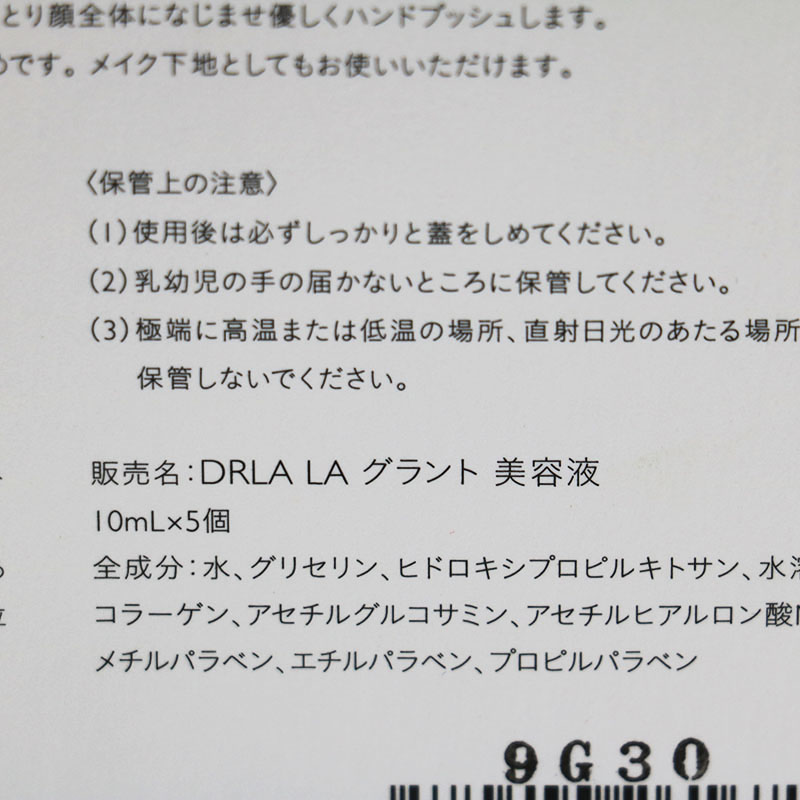 とり顔全体になじませ優しくハンドプッシュします。
めです。メイク下地としてもお使いいただけます。
〈保管上の注意〉
(1)使用後は必ずしっかりと蓋をしめてください。
(2)乳幼児の手の届かないところに保管してください。
(3)極端に高温または低温の場所、直射日光のあたる場所
保管しないでください。
販売名:DRLA LA グラント 美容液
10mL×5個
全成分:水、グリセリン、ヒドロキシプロピルキトサン、水溶
コラーゲン、アセチルグルコサミン、アセチルヒアルロン酸N
メチルパラベン、エチルパラベン、プロピルパラベン
9G30